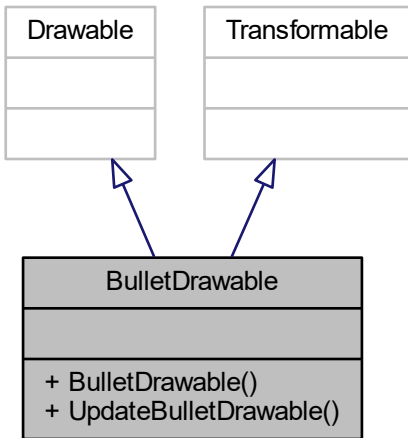 Drawable
Transformable
BulletDrawable
+ BulletDrawable()
+ UpdateBulletDrawable()